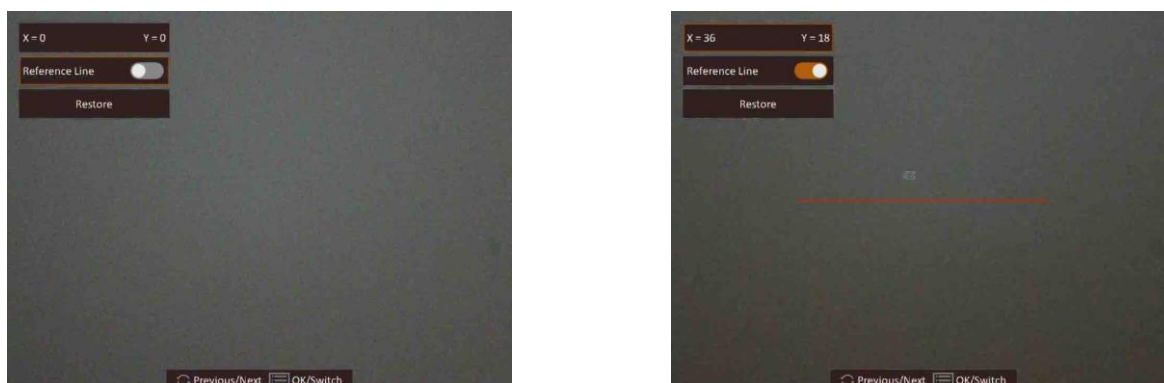 X = 0 Y = 0
Reference Line
Restore
Previous/Next OK/Switch
X = 36 Y = 18
Reference Line
Restore
Previous/Next OK/Switch